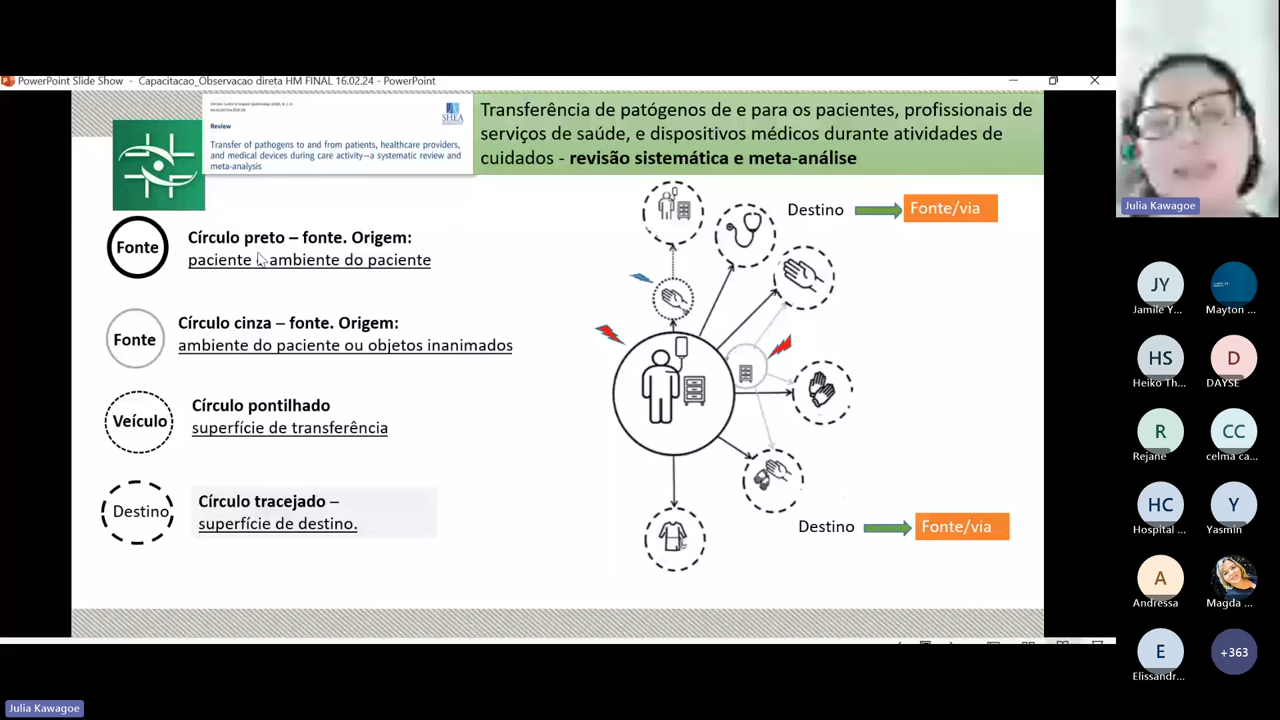 PowerPoint Slide Show - Capacitacao_Observacao direta HM FINAL 16.02.24 - PowerPoint
SHEA
Review
Transfer of pathogens to and from patients, healthcare providers,
and medical devices during care activity—a systematic review and
meta-analysis
Transferência de patógenos de e para os pacientes, profissionais de
serviços de saúde, e dispositivos médicos durante atividades de
cuidados - revisão sistemática e meta-análise
Fonte
Círculo preto – fonte. Origem:
paciente ambiente do paciente
Fonte
Círculo cinza – fonte. Origem:
ambiente do paciente ou objetos inanimados
Veículo
Círculo pontilhado
superfície de transferência
Destino
Círculo tracejado –
superfície de destino.
Destino
Fonte/via
Destino
Fonte/via
Julia Kawagoe
JY
Jamile Y...
Mayton ...
HS
Heiko Th...
D
DAYSE
R
Rejane
CC
celma ca...
HC
Hospital ...
Y
Yasmin
A
Andressa
Magda ...
E
Elissandr...
+363
Julia Kawagoe